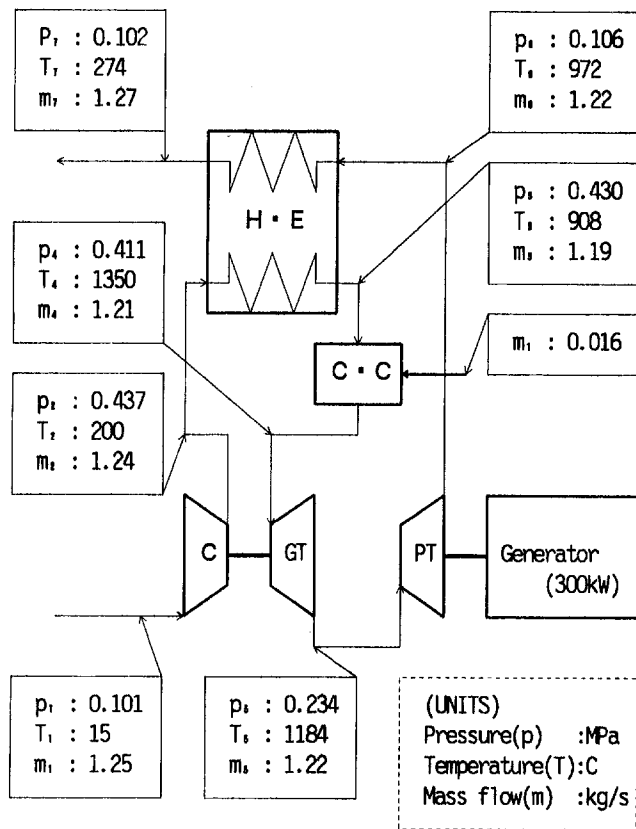 P₇ : 0.102
T₇ : 274
m₇ : 1.27
p₆ : 0.106
T₆ : 972
m₆ : 1.22
H・E
p₅ : 0.430
T₅ : 908
m₅ : 1.19
p₄ : 0.411
T₄ : 1350
m₄ : 1.21
C・C
m₁ : 0.016
p₂ : 0.437
T₂ : 200
m₂ : 1.24
C
GT
PT
Generator
(300kW)
p₁ : 0.101
T₁ : 15
m₁ : 1.25
p₅ : 0.234
T₅ : 1184
m₅ : 1.22
(UNITS)
Pressure(p) :MPa
Temperature(T):C
Mass flow(m) :kg/s